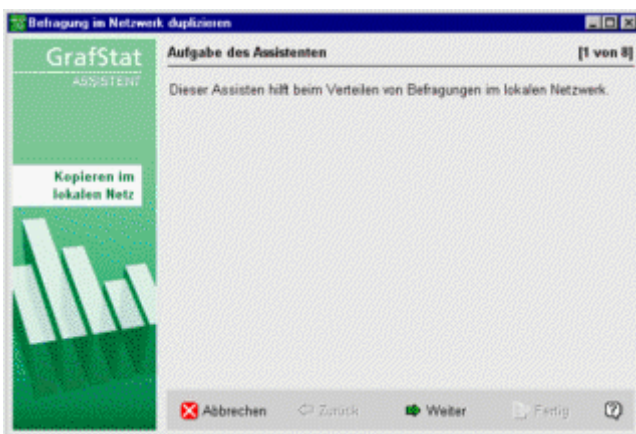 Befragung im Netzwerk duplizieren
GrafStat
ASSISTENT
Aufgabe des Assistenten
[1 von 8]
Dieser Assisten hilft beim Verteilen von Befragungen im lokalen Netzwerk.
Kopieren im
lokalen Netz
Abbrechen
Zurück
Weiter
Fertig